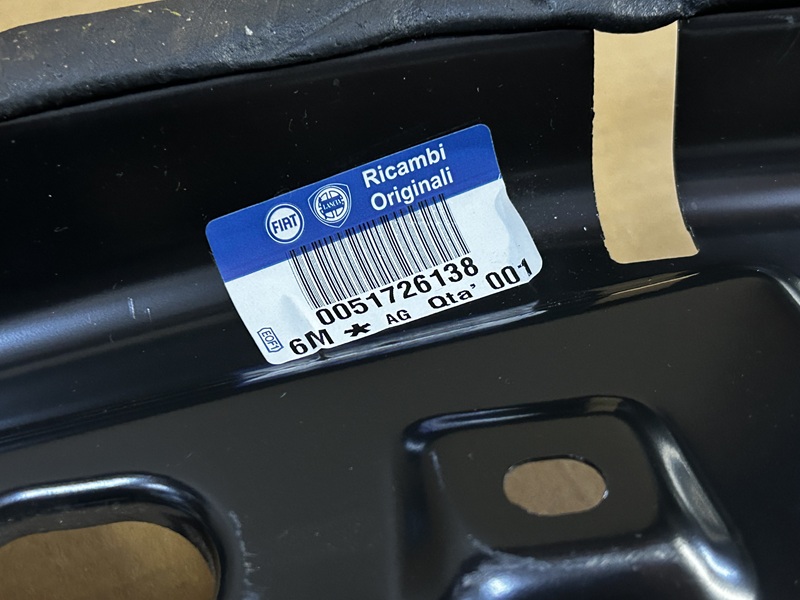 Ricambi
Originali
FIAT
LANCIA
0051726138
EOF1
6M * AG Qta' 001